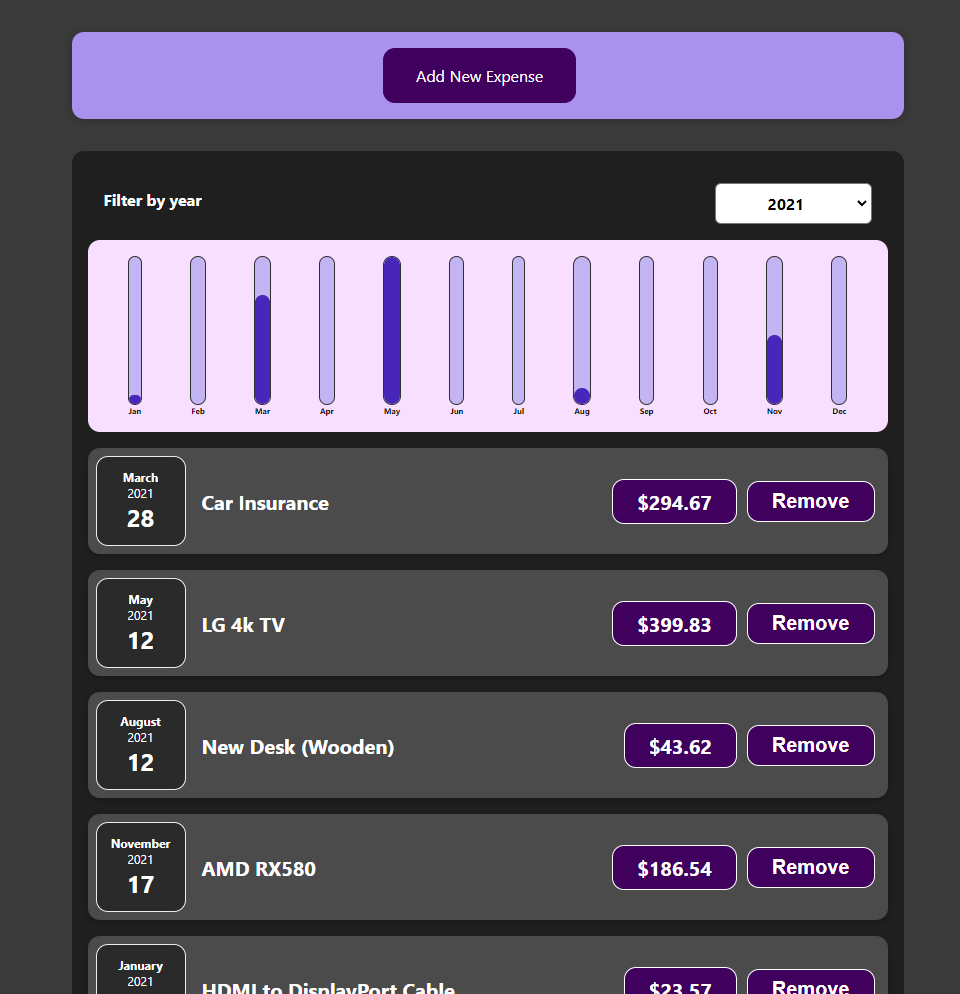 Add New Expense
Filter by year
2021
Jan Feb Mar Apr May Jun Jul Aug Sep Oct Nov Dec
March
2021
28
Car Insurance
$294.67
Remove
May
2021
12
LG 4k TV
$399.83
Remove
August
2021
12
New Desk (Wooden)
$43.62
Remove
November
2021
17
AMD RX580
$186.54
Remove
January
2021
HDMI to DisplayPort Cable
$23.57
Remove